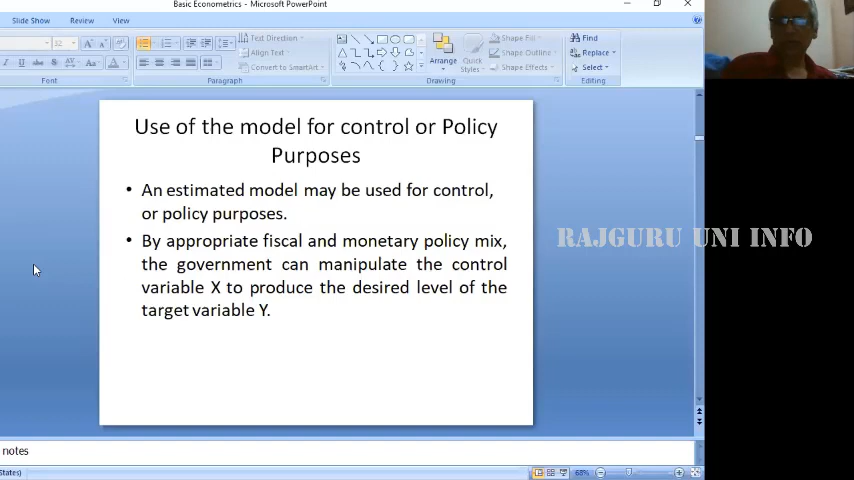 Basic Econometrics - Microsoft PowerPoint
Slide Show Review View
32
Text Direction
Align Text
Convert to SmartArt
Arrange
Quick Styles
Shape Fill
Shape Outline
Shape Effects
Find
Replace
Select
Font Paragraph Drawing Editing
Use of the model for control or Policy
Purposes
• An estimated model may be used for control,
or policy purposes.
• By appropriate fiscal and monetary policy mix,
the government can manipulate the control
variable X to produce the desired level of the
target variable Y.
RAJGURU UNI INFO
notes
States)
68%